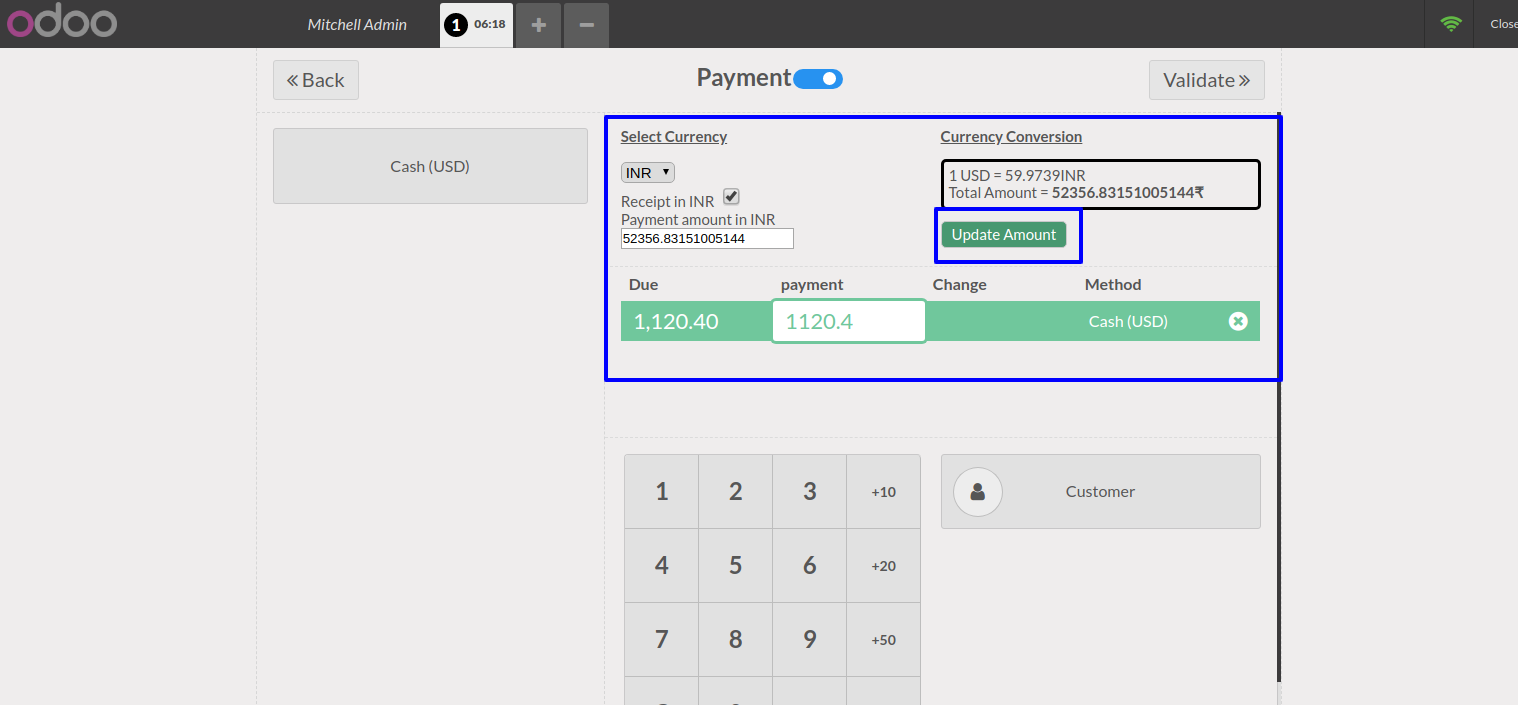 odoo
Mitchell Admin
1 06:18
+
−
Close
« Back
Payment
Validate »
Cash (USD)
Select Currency
INR
Receipt in INR
Payment amount in INR
52356.83151005144
Currency Conversion
1 USD = 59.9739INR
Total Amount = 52356.83151005144₹
Update Amount
Due payment Change Method
1,120.40 1120.4 Cash (USD)
1 2 3 +10
4 5 6 +20
7 8 9 +50
Customer